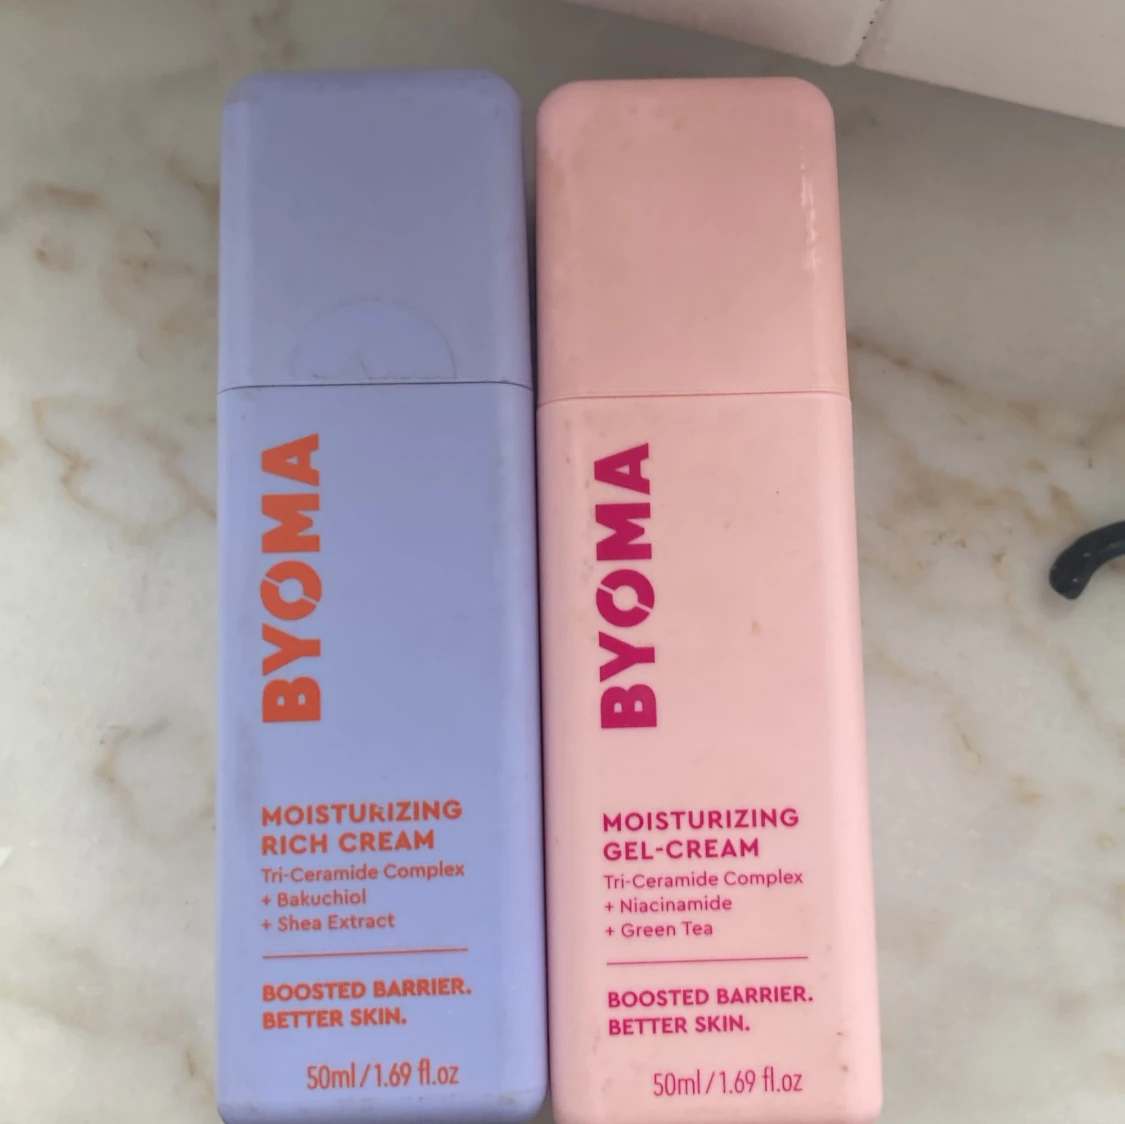 BYOMA
MOISTURIZING
RICH CREAM
Tri-Ceramide Complex
+ Bakuchiol
+ Shea Extract
BOOSTED BARRIER.
BETTER SKIN.
50ml/1.69 fl.oz
BYOMA
MOISTURIZING
GEL-CREAM
Tri-Ceramide Complex
+ Niacinamide
+ Green Tea
BOOSTED BARRIER.
BETTER SKIN.
50ml/1.69 fl.oz